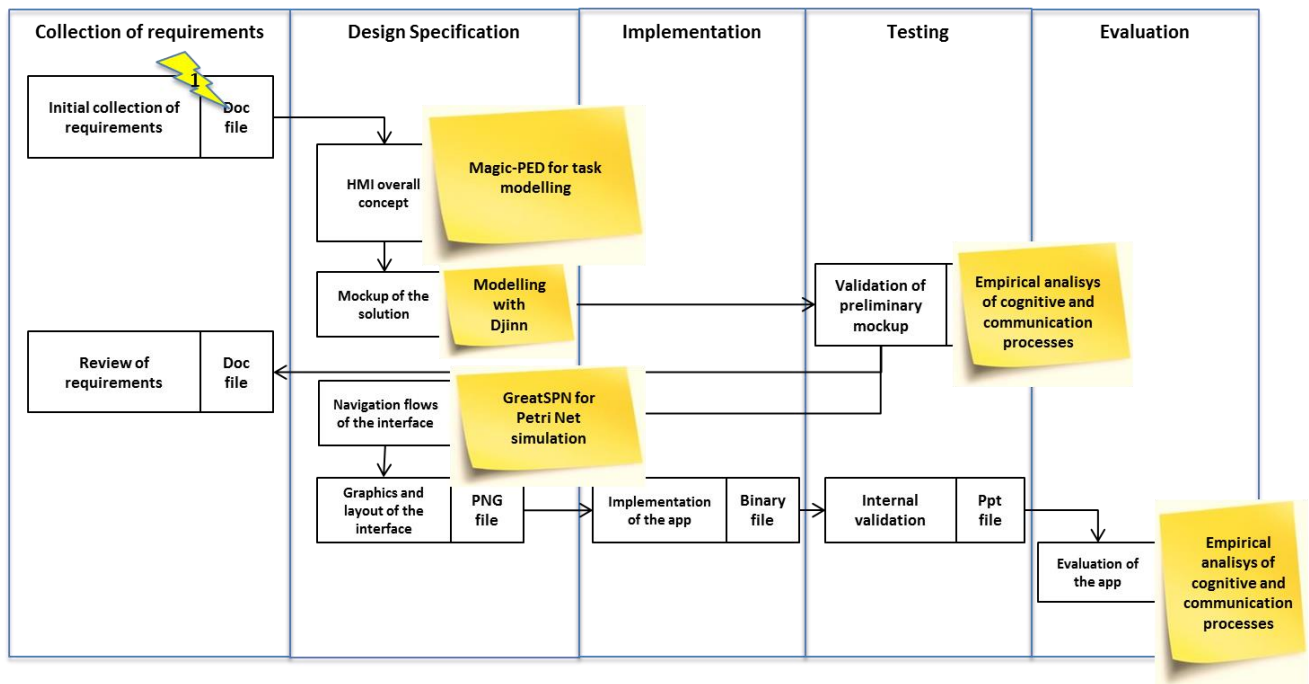 Collection of requirements
Design Specification
Implementation
Testing
Evaluation
1
Initial collection of
requirements
Doc
file
HMI overall
concept
Magic-PED for task
modelling
Mockup of the
solution
Modelling
with
Djinn
Validation of
preliminary
mockup
Empirical analisys
of cognitive and
communication
processes
Review of
requirements
Doc
file
Navigation flows
of the interface
GreatSPN for
Petri Net
simulation
Graphics and
layout of the
interface
PNG
file
Implementation
of the app
Binary
file
Internal
validation
Ppt
file
Evaluation of
the app
Empirical
analisys of
cognitive and
communication
processes